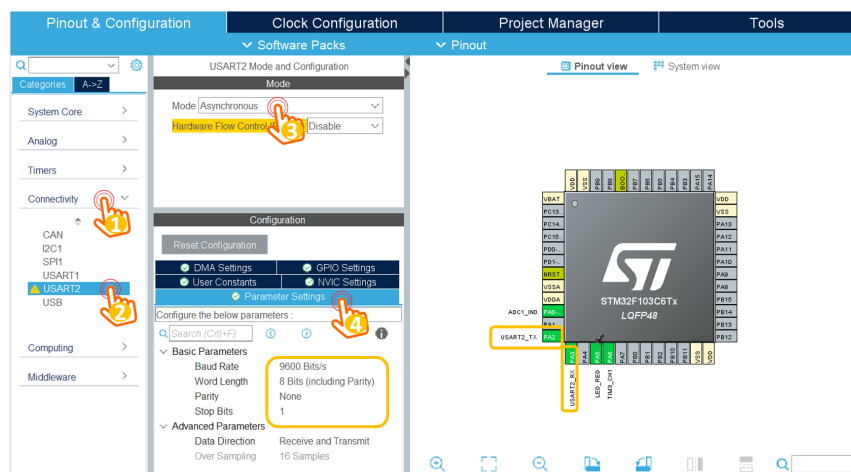 Pinout & Configuration
Clock Configuration
Project Manager
Tools
Software Packs
Pinout
Categories
A->Z
System Core
Analog
Timers
Connectivity
1
CAN
I2C1
SPI1
USART1
USART2
2
USB
Computing
Middleware
USART2 Mode and Configuration
Mode
Mode Asynchronous
3
Hardware Flow Control Disable
Configuration
Reset Configuration
DMA Settings
GPIO Settings
User Constants
NVIC Settings
Parameter Settings
4
Configure the below parameters :
Search (Crtl+F)
Basic Parameters
Baud Rate 9600 Bits/s
Word Length 8 Bits (including Parity)
Parity None
Stop Bits 1
Advanced Parameters
Data Direction Receive and Transmit
Over Sampling 16 Samples
Pinout view
System view
VDD
VSS
PB9
PB8
BOO..
PB7
PB6
PB5
PB4
PB3
PA15
PA14
VBAT
PC13..
PC14..
PC15..
PD0-..
PD1-..
NRST
VSSA
VDDA
ADC1_IN0 PA0-..
PA1
USART2_TX PA2
VDD
VSS
PA13
PA12
PA11
PA10
PA9
PA8
PB15
PB14
PB13
PB12
STM32F103C6Tx
LQFP48
PA3
PA4
PA5
PA6
PA7
PB0
PB1
PB2
PB10
PB11
VSS
VDD
USART2_RX
LED_RED
TIM3_CH1